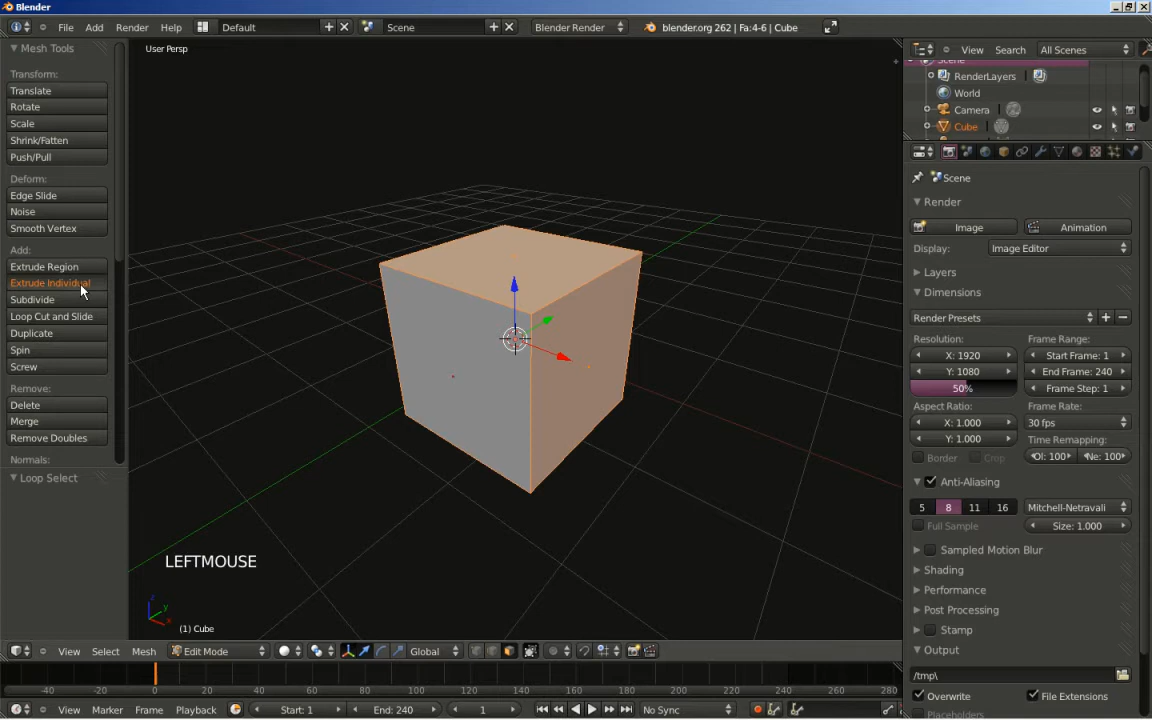 Blender
File Add Render Help Default Scene Blender Render blender.org 262 | Fa:4-6 | Cube
Mesh Tools
Transform:
Translate
Rotate
Scale
Shrink/Fatten
Push/Pull
Deform:
Edge Slide
Noise
Smooth Vertex
Add:
Extrude Region
Extrude Individual
Subdivide
Loop Cut and Slide
Duplicate
Spin
Screw
Remove:
Delete
Merge
Remove Doubles
Normals:
Loop Select
User Persp
LEFTMOUSE
z
y
x
(1) Cube
View Select Mesh Edit Mode Global
-40 -20 0 20 40 60 80 100 120 140 160 180 200 220 240 260 280
View Marker Frame Playback Start: 1 End: 240 1 No Sync
View Search All Scenes
Scene
RenderLayers
World
Camera
Cube
Scene
Render
Image Animation
Display: Image Editor
Layers
Dimensions
Render Presets
Resolution: Frame Range:
X: 1920 Start Frame: 1
Y: 1080 End Frame: 240
50% Frame Step: 1
Aspect Ratio: Frame Rate:
X: 1.000 30 fps
Y: 1.000 Time Remapping:
Border Crop Ol: 100 Ne: 100
Anti-Aliasing
5 8 11 16 Mitchell-Netravali
Full Sample Size: 1.000
Sampled Motion Blur
Shading
Performance
Post Processing
Stamp
Output
/tmp\
Overwrite File Extensions
Placeholders